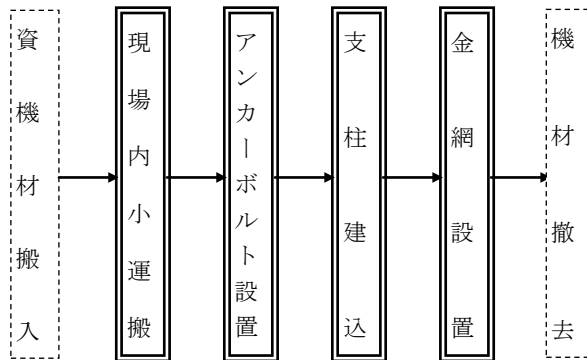 資機材搬入
現場内小運搬
アンカーボルト設置
支柱建込
金網設置
機材撤去